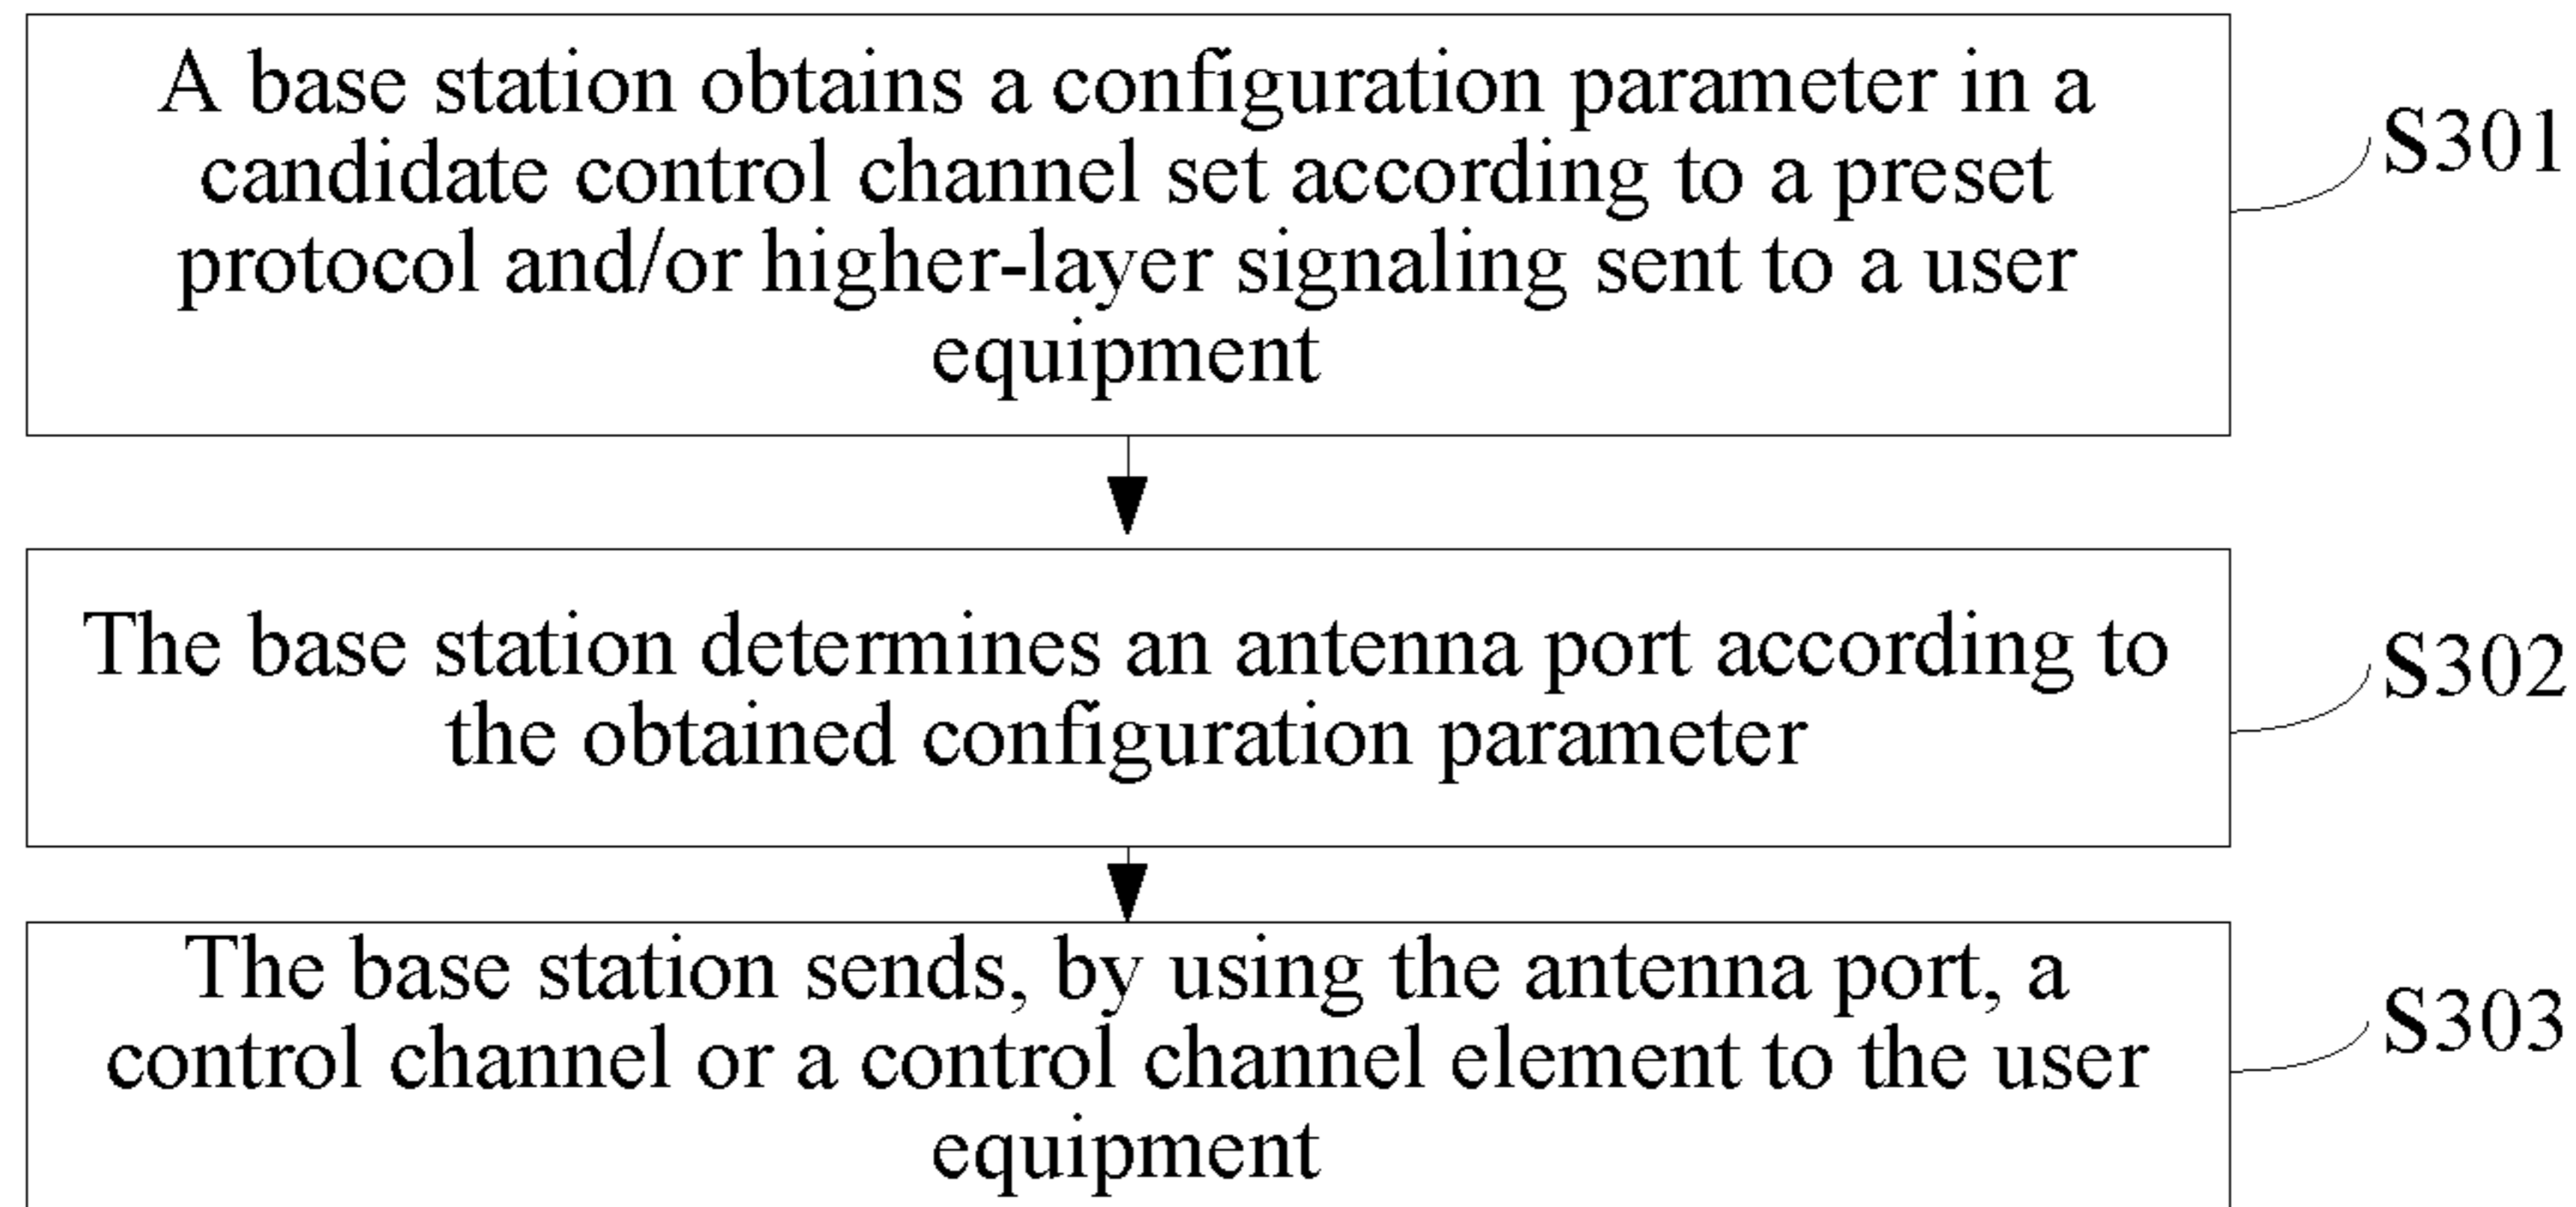 A base station obtains a configuration parameter in a
candidate control channel set according to a preset
protocol and/or higher-layer signaling sent to a user
equipment
S301
The base station determines an antenna port according to
the obtained configuration parameter
S302
The base station sends, by using the antenna port, a
control channel or a control channel element to the user
equipment
S303